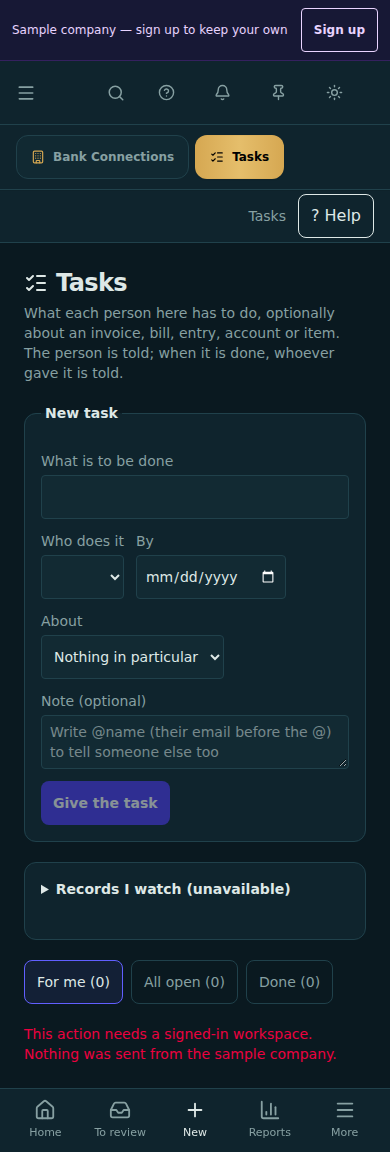 Sample company — sign up to keep your own
Sign up
Bank Connections
Tasks
Tasks
? Help
Tasks
What each person here has to do, optionally
about an invoice, bill, entry, account or item.
The person is told; when it is done, whoever
gave it is told.
New task
What is to be done
Who does it
By
mm/dd/yyyy
About
Nothing in particular
Note (optional)
Write @name (their email before the @)
to tell someone else too
Give the task
Records I watch (unavailable)
For me (0)
All open (0)
Done (0)
This action needs a signed-in workspace.
Nothing was sent from the sample company.
Home
To review
New
Reports
More